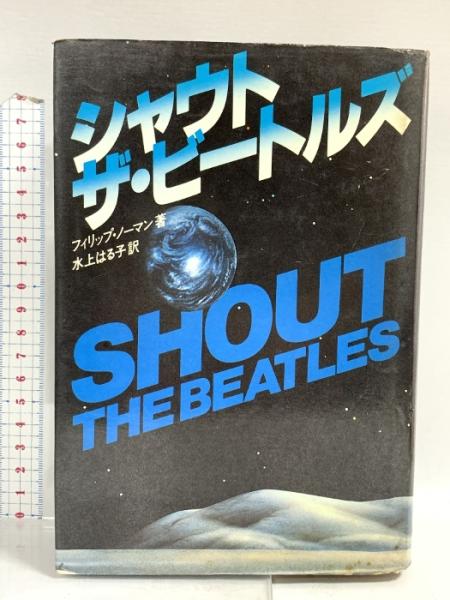 シャウト
ザ・ビートルズ
フィリップ・ノーマン著
水上はる子訳
SHOUT
THE BEATLES